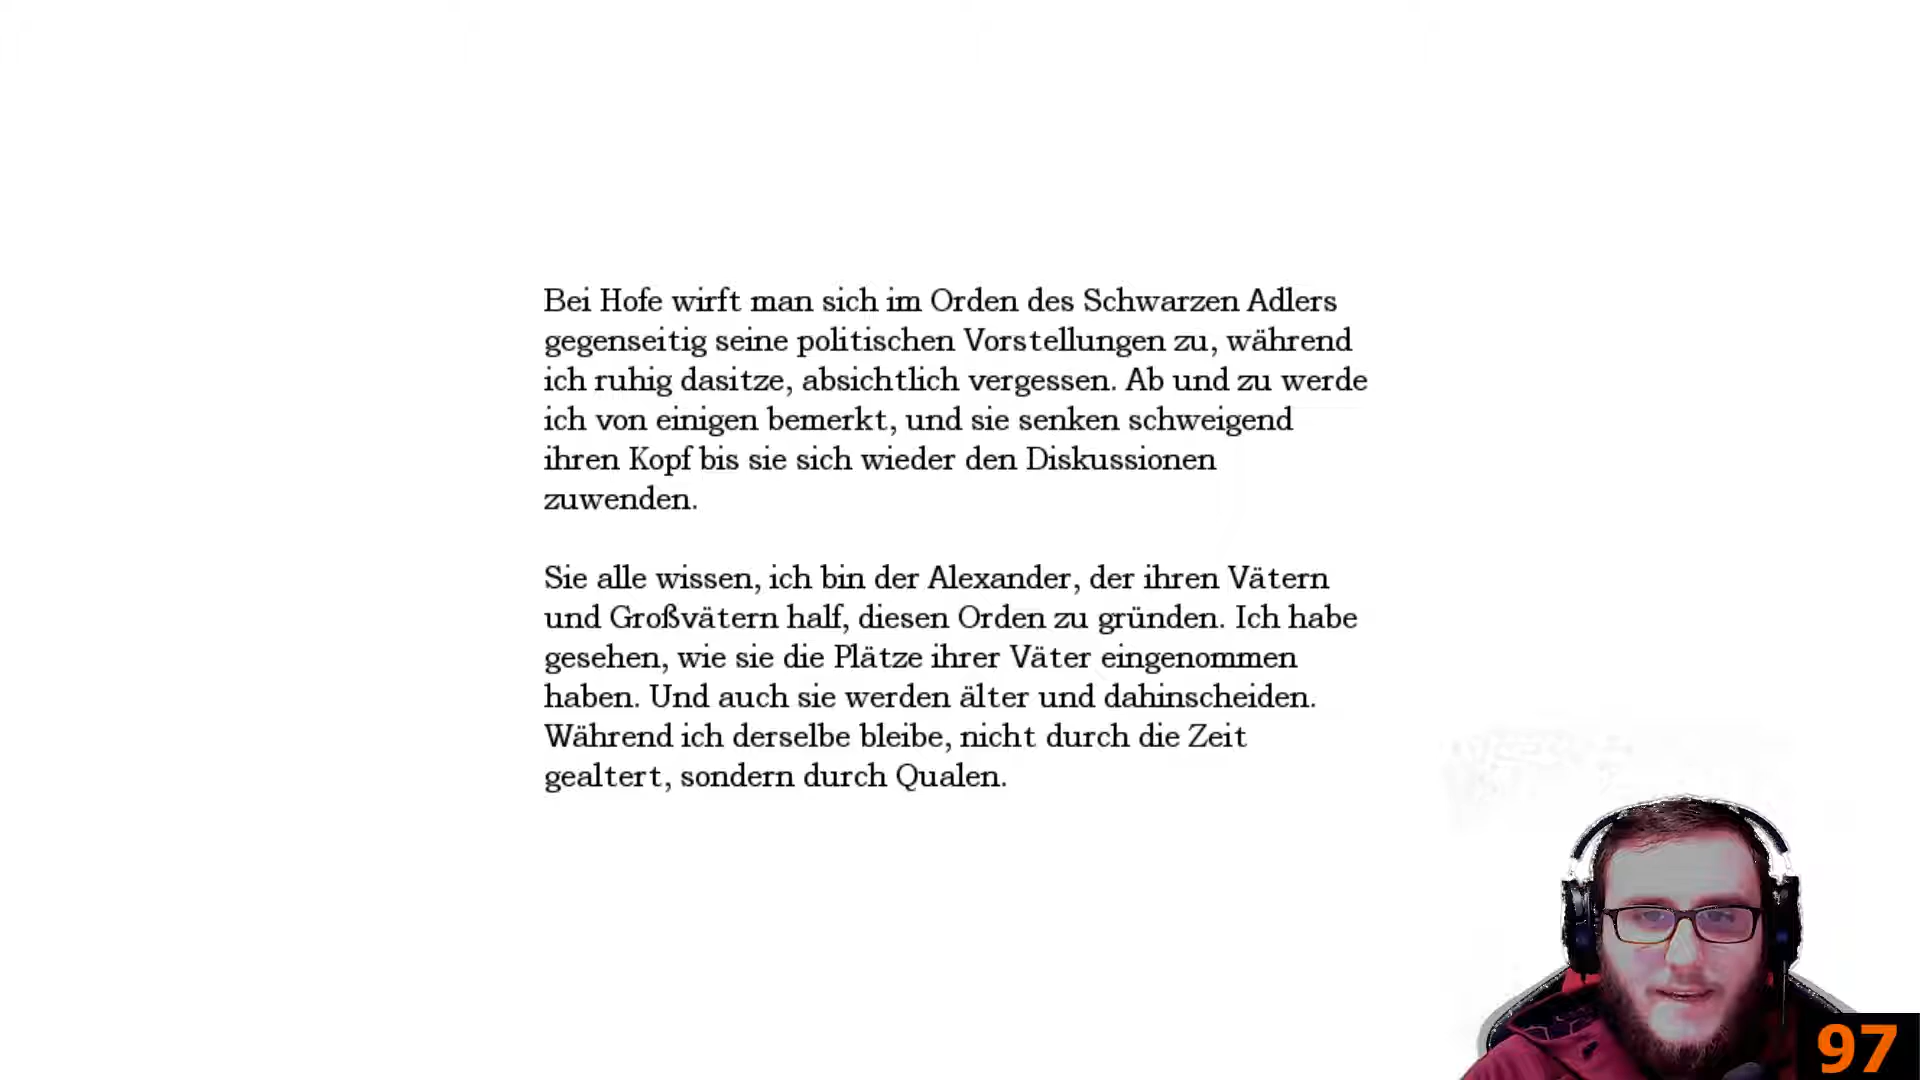 Bei Hofe wirft man sich im Orden des Schwarzen Adlers
gegenseitig seine politischen Vorstellungen zu, während
ich ruhig dasitze, absichtlich vergessen. Ab und zu werde
ich von einigen bemerkt, und sie senken schweigend
ihren Kopf bis sie sich wieder den Diskussionen
zuwenden.
Sie alle wissen, ich bin der Alexander, der ihren Vätern
und Großvätern half, diesen Orden zu gründen. Ich habe
gesehen, wie sie die Plätze ihrer Väter eingenommen
haben. Und auch sie werden älter und dahinscheiden.
Während ich derselbe bleibe, nicht durch die Zeit
gealtert, sondern durch Qualen.
97